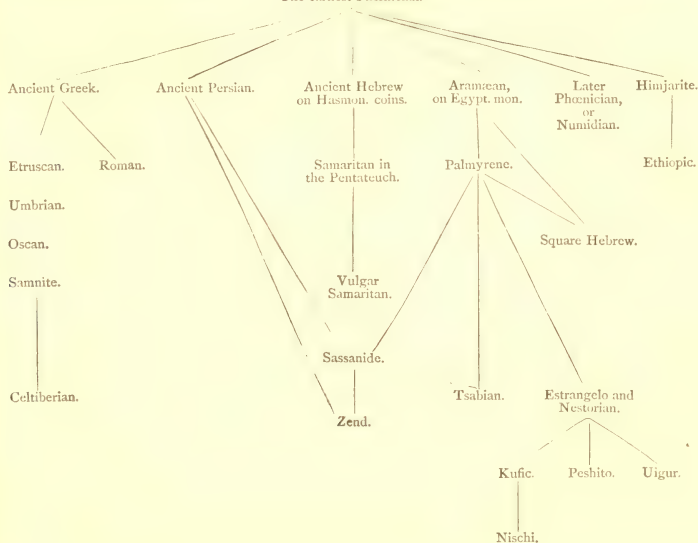 Ancient Greek.
Ancient Persian.
Ancient Hebrew
on Hasmon. coins.
Aramæan,
on Egypt. mon.
Later
Phœnician,
or
Numidian.
Himjarite.
Etruscan.
Roman.
Samaritan in
the Pentateuch.
Palmyrene.
Ethiopic.
Umbrian.
Oscan.
Square Hebrew.
Samnite.
Vulgar
Samaritan.
Sassanide.
Celtiberian.
Zend.
Tsabian.
Estrangelo and
Nestorian.
Kufic.
Peshito.
Uigur.
Nischi.